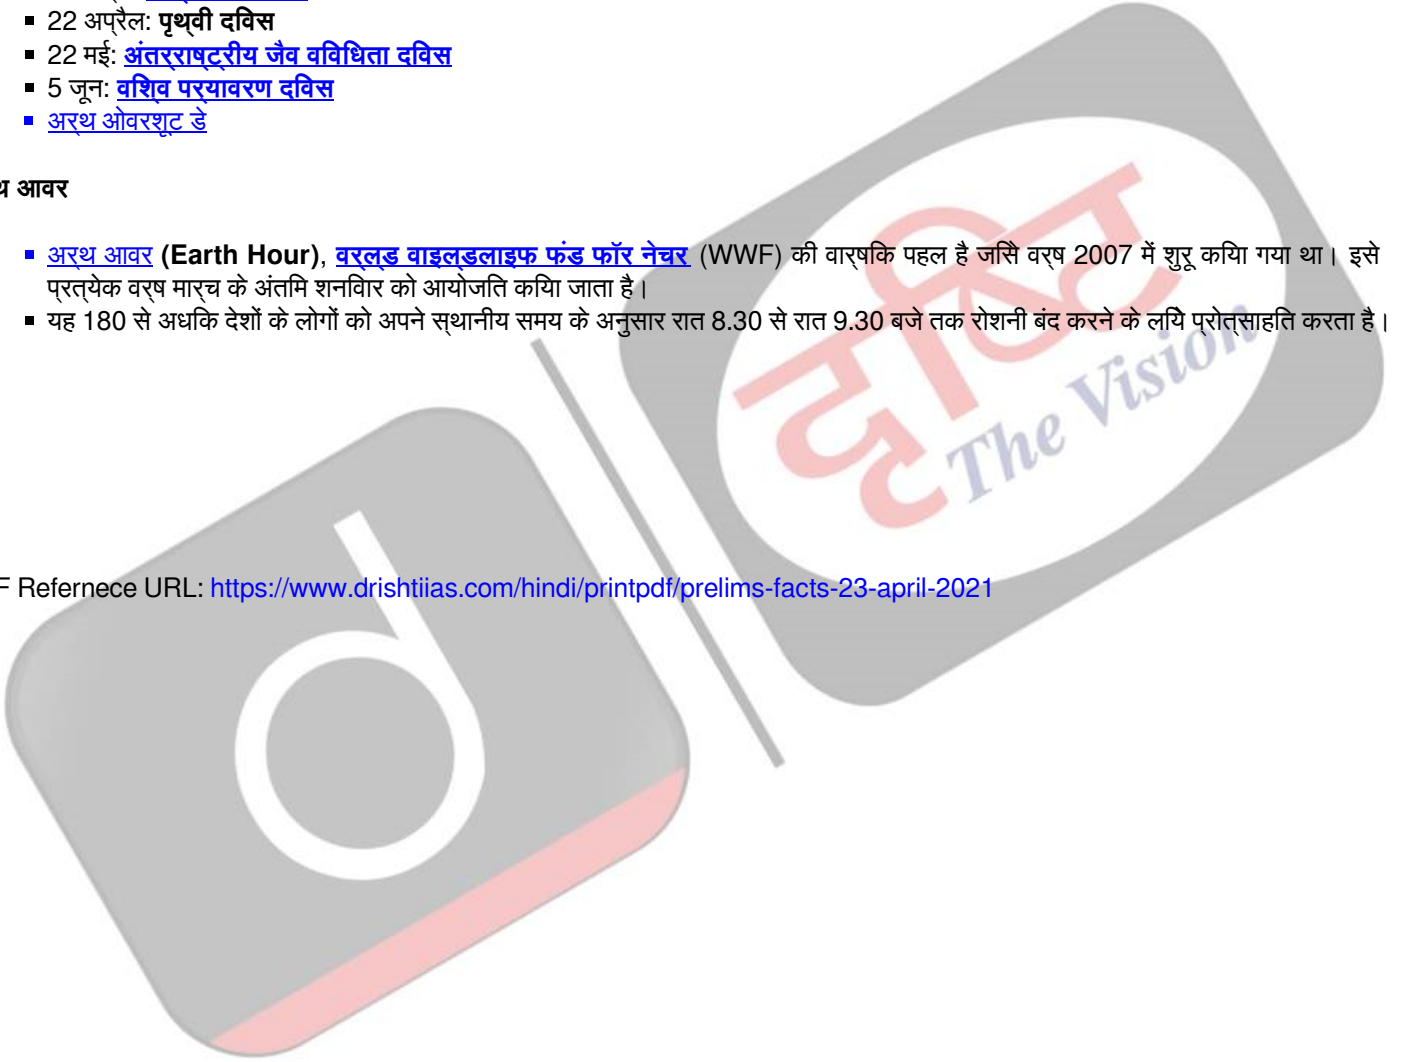 22 अप्रैल: पृथ्वी दिवस
22 मई: अंतर्राष्ट्रीय जैव विविधिता दिवस
5 जून: विश्व पर्यावरण दिवस
अर्थ ओवरशूट डे
थ आवर
अर्थ आवर (Earth Hour), वर्ल्ड वाइल्डलाइफ फंड फॉर नेचर (WWF) की वार्षिक पहल है जिसे वर्ष 2007 में शुरू किया गया था। इसे
प्रत्येक वर्ष मार्च के अंतिम शनिवार को आयोजित किया जाता है।
यह 180 से अधिक देशों के लोगों को अपने स्थानीय समय के अनुसार रात 8.30 से रात 9.30 बजे तक रोशनी बंद करने के लिये प्रोत्साहित करता है।
दृष्टि
The Vision
d
F Refernece URL: https://www.drishtiias.com/hindi/printpdf/prelims-facts-23-april-2021